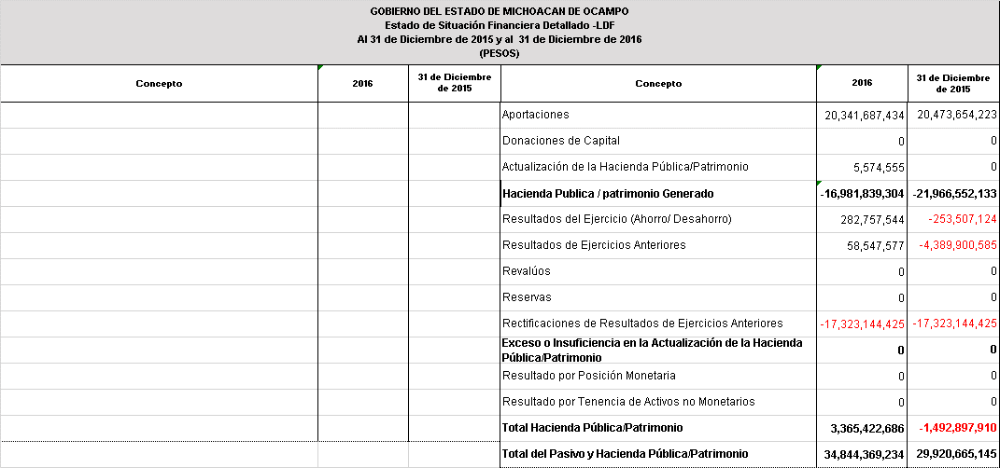 GOBIERNO DEL ESTADO DE MICHOACAN DE OCAMPO
Estado de Situación Financiera Detallado -LDF
Al 31 de Diciembre de 2015 y al  31 de Diciembre de 2016
(PESOS)
Concepto 2016 31 de Diciembre de 2015 Concepto 2016 31 de Diciembre de 2015
Aportaciones 20,341,687,434 20,473,654,223
Donaciones de Capital 0 0
Actualización de la Hacienda Pública/Patrimonio 5,574,555 0
Hacienda Publica / patrimonio Generado -16,981,839,304 -21,966,552,133
Resultados del Ejercicio (Ahorro/ Desahorro) 282,757,544 -253,507,124
Resultados de Ejercicios Anteriores 58,547,577 -4,389,900,585
Revalúos 0 0
Reservas 0 0
Rectificaciones de Resultados de Ejercicios Anteriores -17,323,144,425 -17,323,144,425
Exceso o Insuficiencia en la Actualización de la Hacienda
Pública/Patrimonio 0 0
Resultado por Posición Monetaria 0 0
Resultado por Tenencia de Activos no Monetarios 0 0
Total Hacienda Pública/Patrimonio 3,365,422,686 -1,492,897,910
Total del Pasivo y Hacienda Pública/Patrimonio 34,844,369,234 29,920,665,145